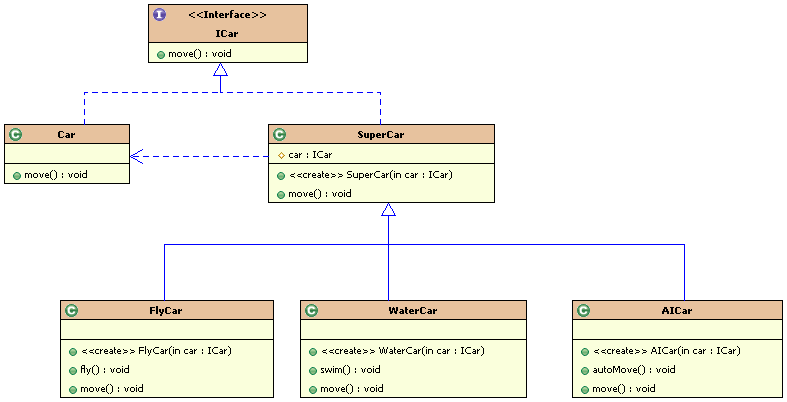 I
<<Interface>>
ICar
move() : void
C
Car
move() : void
C
SuperCar
car : ICar
<<create>> SuperCar(in car : ICar)
move() : void
C
FlyCar
<<create>> FlyCar(in car : ICar)
fly() : void
move() : void
C
WaterCar
<<create>> WaterCar(in car : ICar)
swim() : void
move() : void
C
AICar
<<create>> AICar(in car : ICar)
autoMove() : void
move() : void